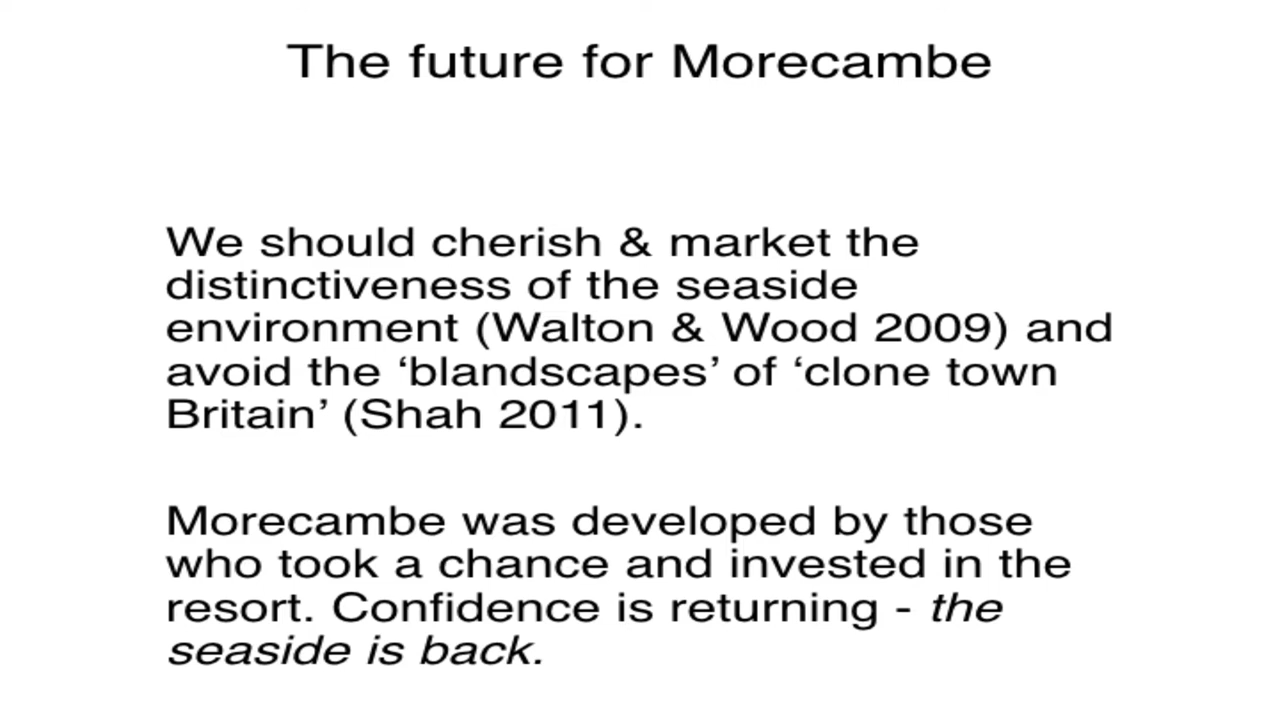 The future for Morecambe
We should cherish & market the
distinctiveness of the seaside
environment (Walton & Wood 2009) and
avoid the ‘blandscapes’ of ‘clone town
Britain’ (Shah 2011).
Morecambe was developed by those
who took a chance and invested in the
resort. Confidence is returning - the
seaside is back.